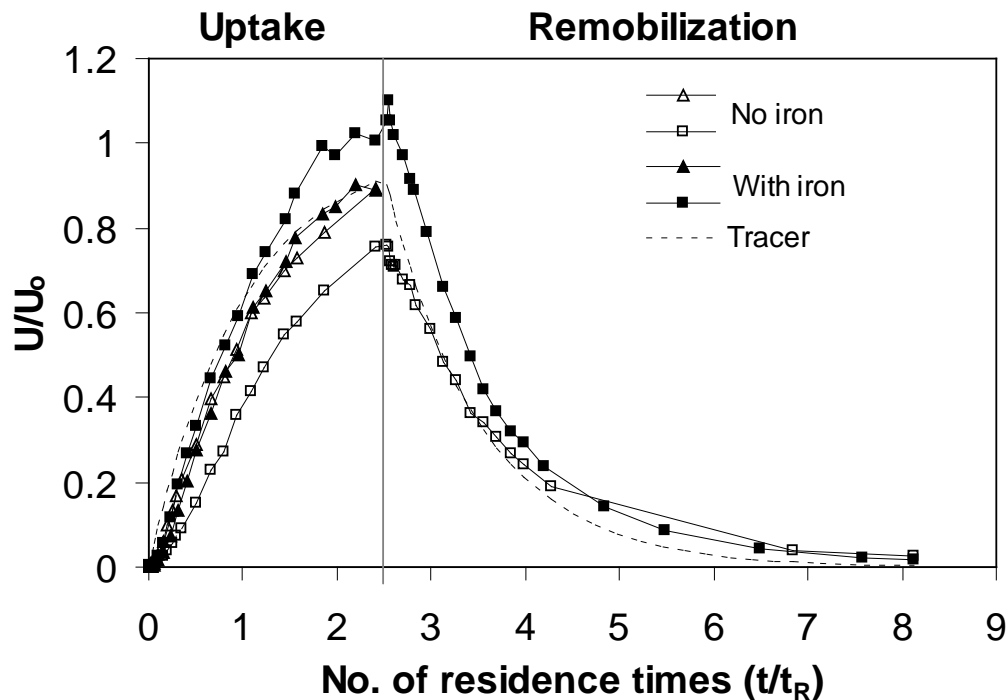 Uptake
Remobilization
1.2
1
0.8
0.6
0.4
0.2
0
U/Uo
No iron
With iron
Tracer
0 1 2 3 4 5 6 7 8 9
No. of residence times (t/tR)